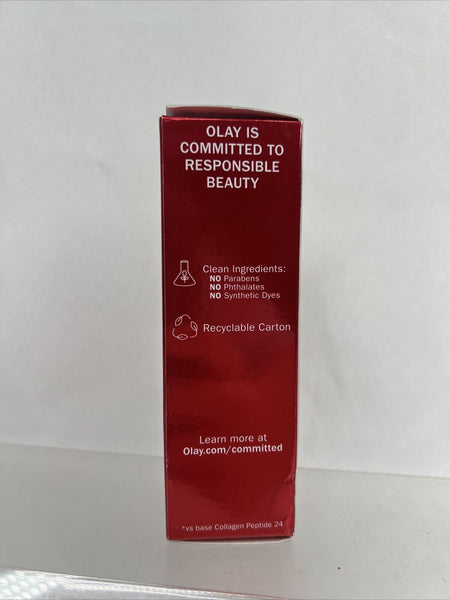 OLAY IS
COMMITTED TO
RESPONSIBLE
BEAUTY
Clean Ingredients:
NO Parabens
NO Phthalates
NO Synthetic Dyes
Recyclable Carton
Learn more at
Olay.com/committed
*vs base Collagen Peptide 24